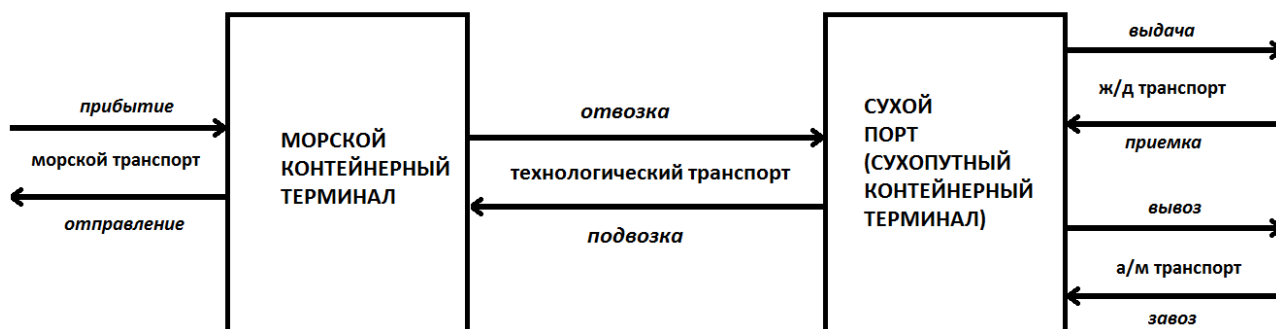 прибытие
морской транспорт
отправление
МОРСКОЙ
КОНТЕЙНЕРНЫЙ
ТЕРМИНАЛ
отвозка
технологический транспорт
подвозка
СУХОЙ
ПОРТ
(СУХОПУТНЫЙ
КОНТЕЙНЕРНЫЙ
ТЕРМИНАЛ)
выдача
ж/д транспорт
приемка
вывоз
а/м транспорт
завоз